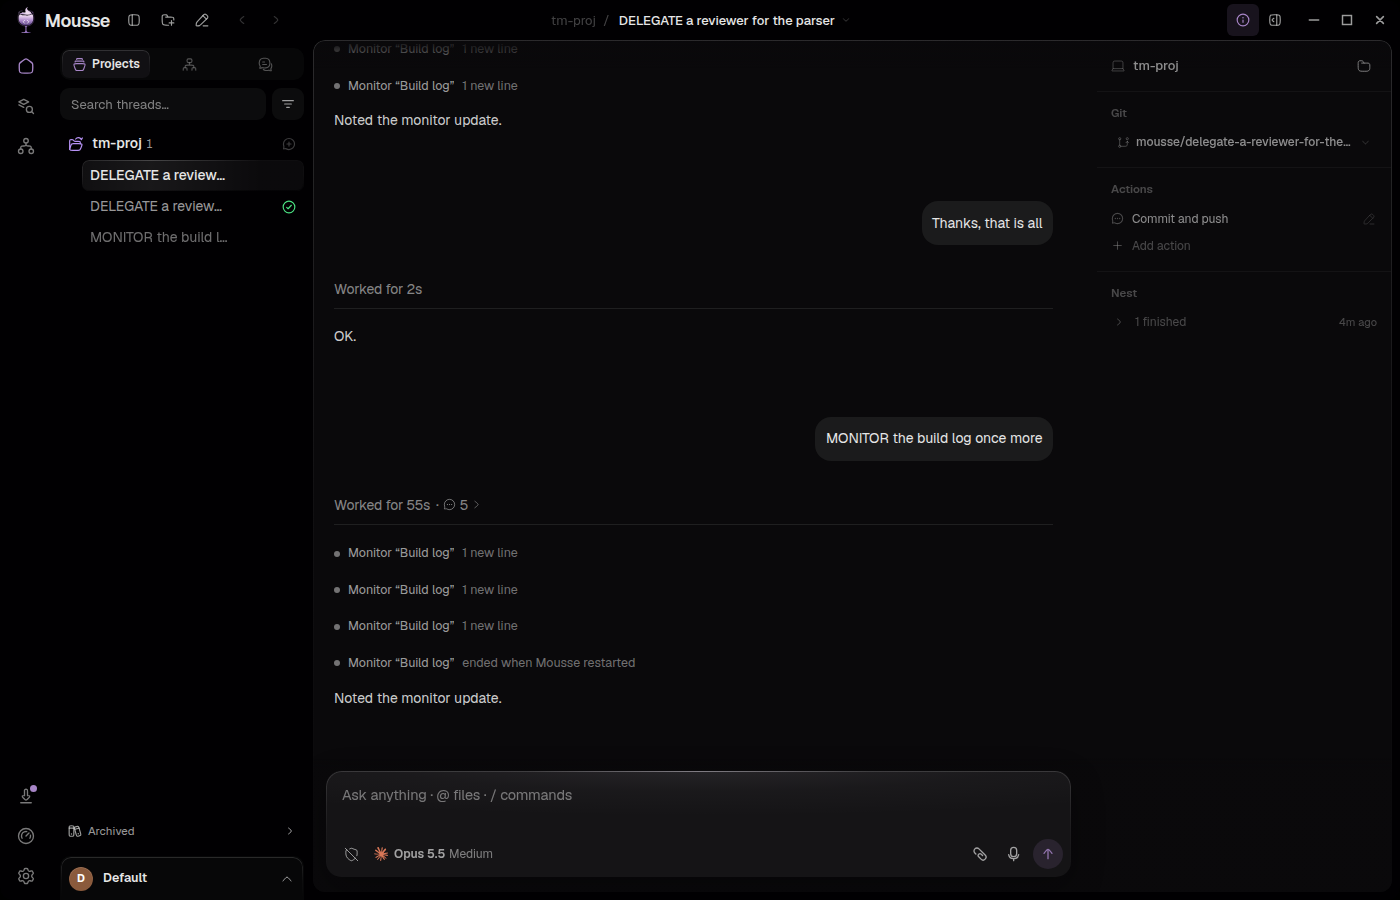 Mousse
tm-proj / DELEGATE a reviewer for the parser
Projects
Search threads...
tm-proj 1
DELEGATE a review...
DELEGATE a review...
MONITOR the build l...
Archived
D Default
Monitor “Build log” 1 new line
Monitor “Build log” 1 new line
Noted the monitor update.
Thanks, that is all
Worked for 2s
OK.
MONITOR the build log once more
Worked for 55s · 5
Monitor “Build log” 1 new line
Monitor “Build log” 1 new line
Monitor “Build log” 1 new line
Monitor “Build log” ended when Mousse restarted
Noted the monitor update.
Ask anything · @ files · / commands
Opus 5.5 Medium
tm-proj
Git
mousse/delegate-a-reviewer-for-the...
Actions
Commit and push
Add action
Nest
1 finished 4m ago